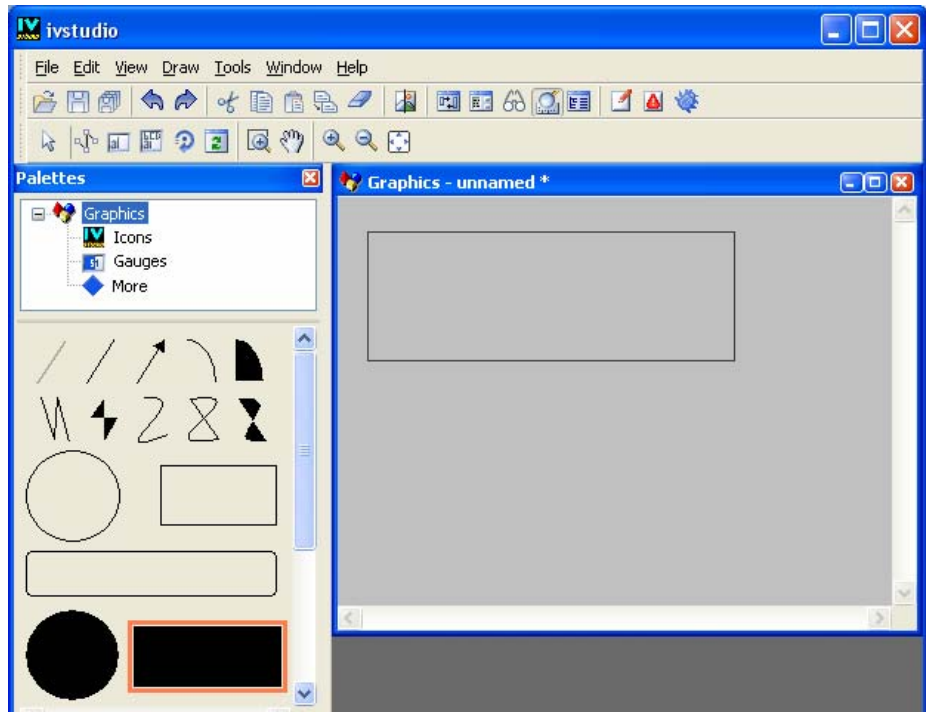 ivstudio
File Edit View Draw Tools Window Help
Palettes
Graphics - unnamed *
Graphics
Icons
Gauges
More